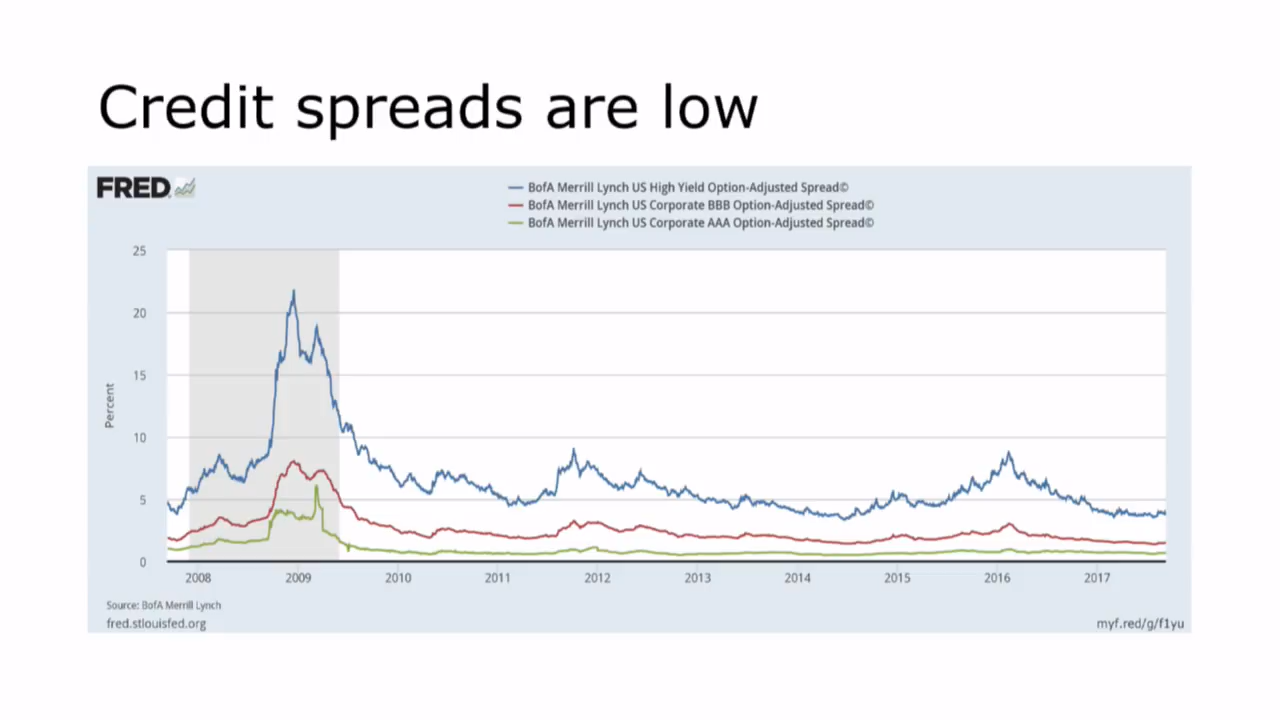 Credit spreads are low
FRED
BofA Merrill Lynch US High Yield Option-Adjusted Spread©
BofA Merrill Lynch US Corporate BBB Option-Adjusted Spread©
BofA Merrill Lynch US Corporate AAA Option-Adjusted Spread©
Percent
25
20
15
10
5
0
2008 2009 2010 2011 2012 2013 2014 2015 2016 2017
Source: BofA Merrill Lynch
fred.stlouisfed.org
myf.red/g/f1yu